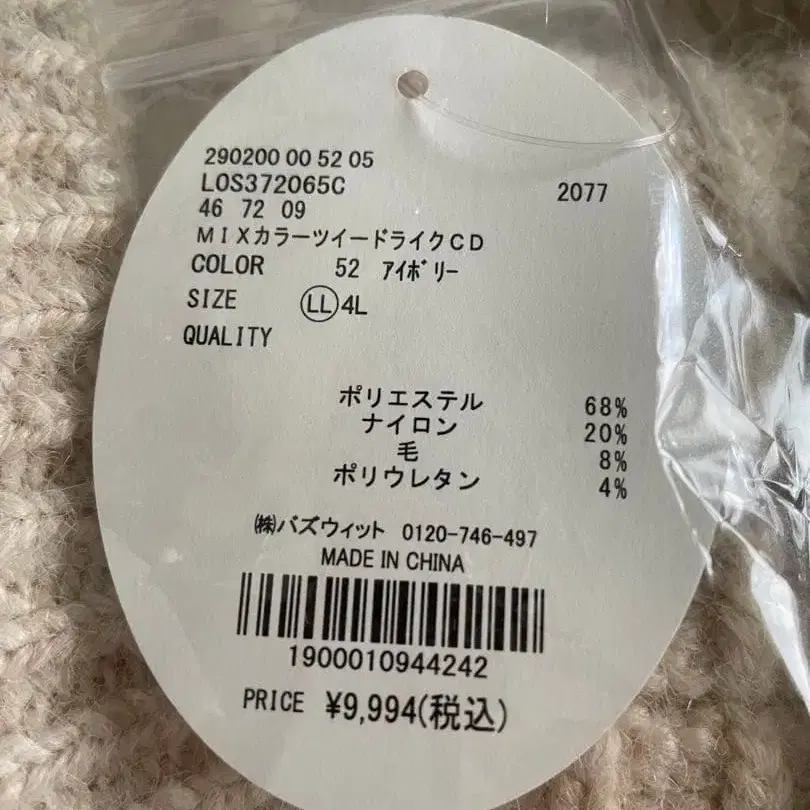 290200 00 52 05
LOS372065C 2077
46 72 09
MIXカラーツイードライクCD
COLOR 52 ｱｲﾎﾞﾘｰ
SIZE LL 4L
QUALITY
ポリエステル 68%
ナイロン 20%
毛 8%
ポリウレタン 4%
㈱バズウィット 0120-746-497
MADE IN CHINA
1900010944242
PRICE ¥9,994(税込)